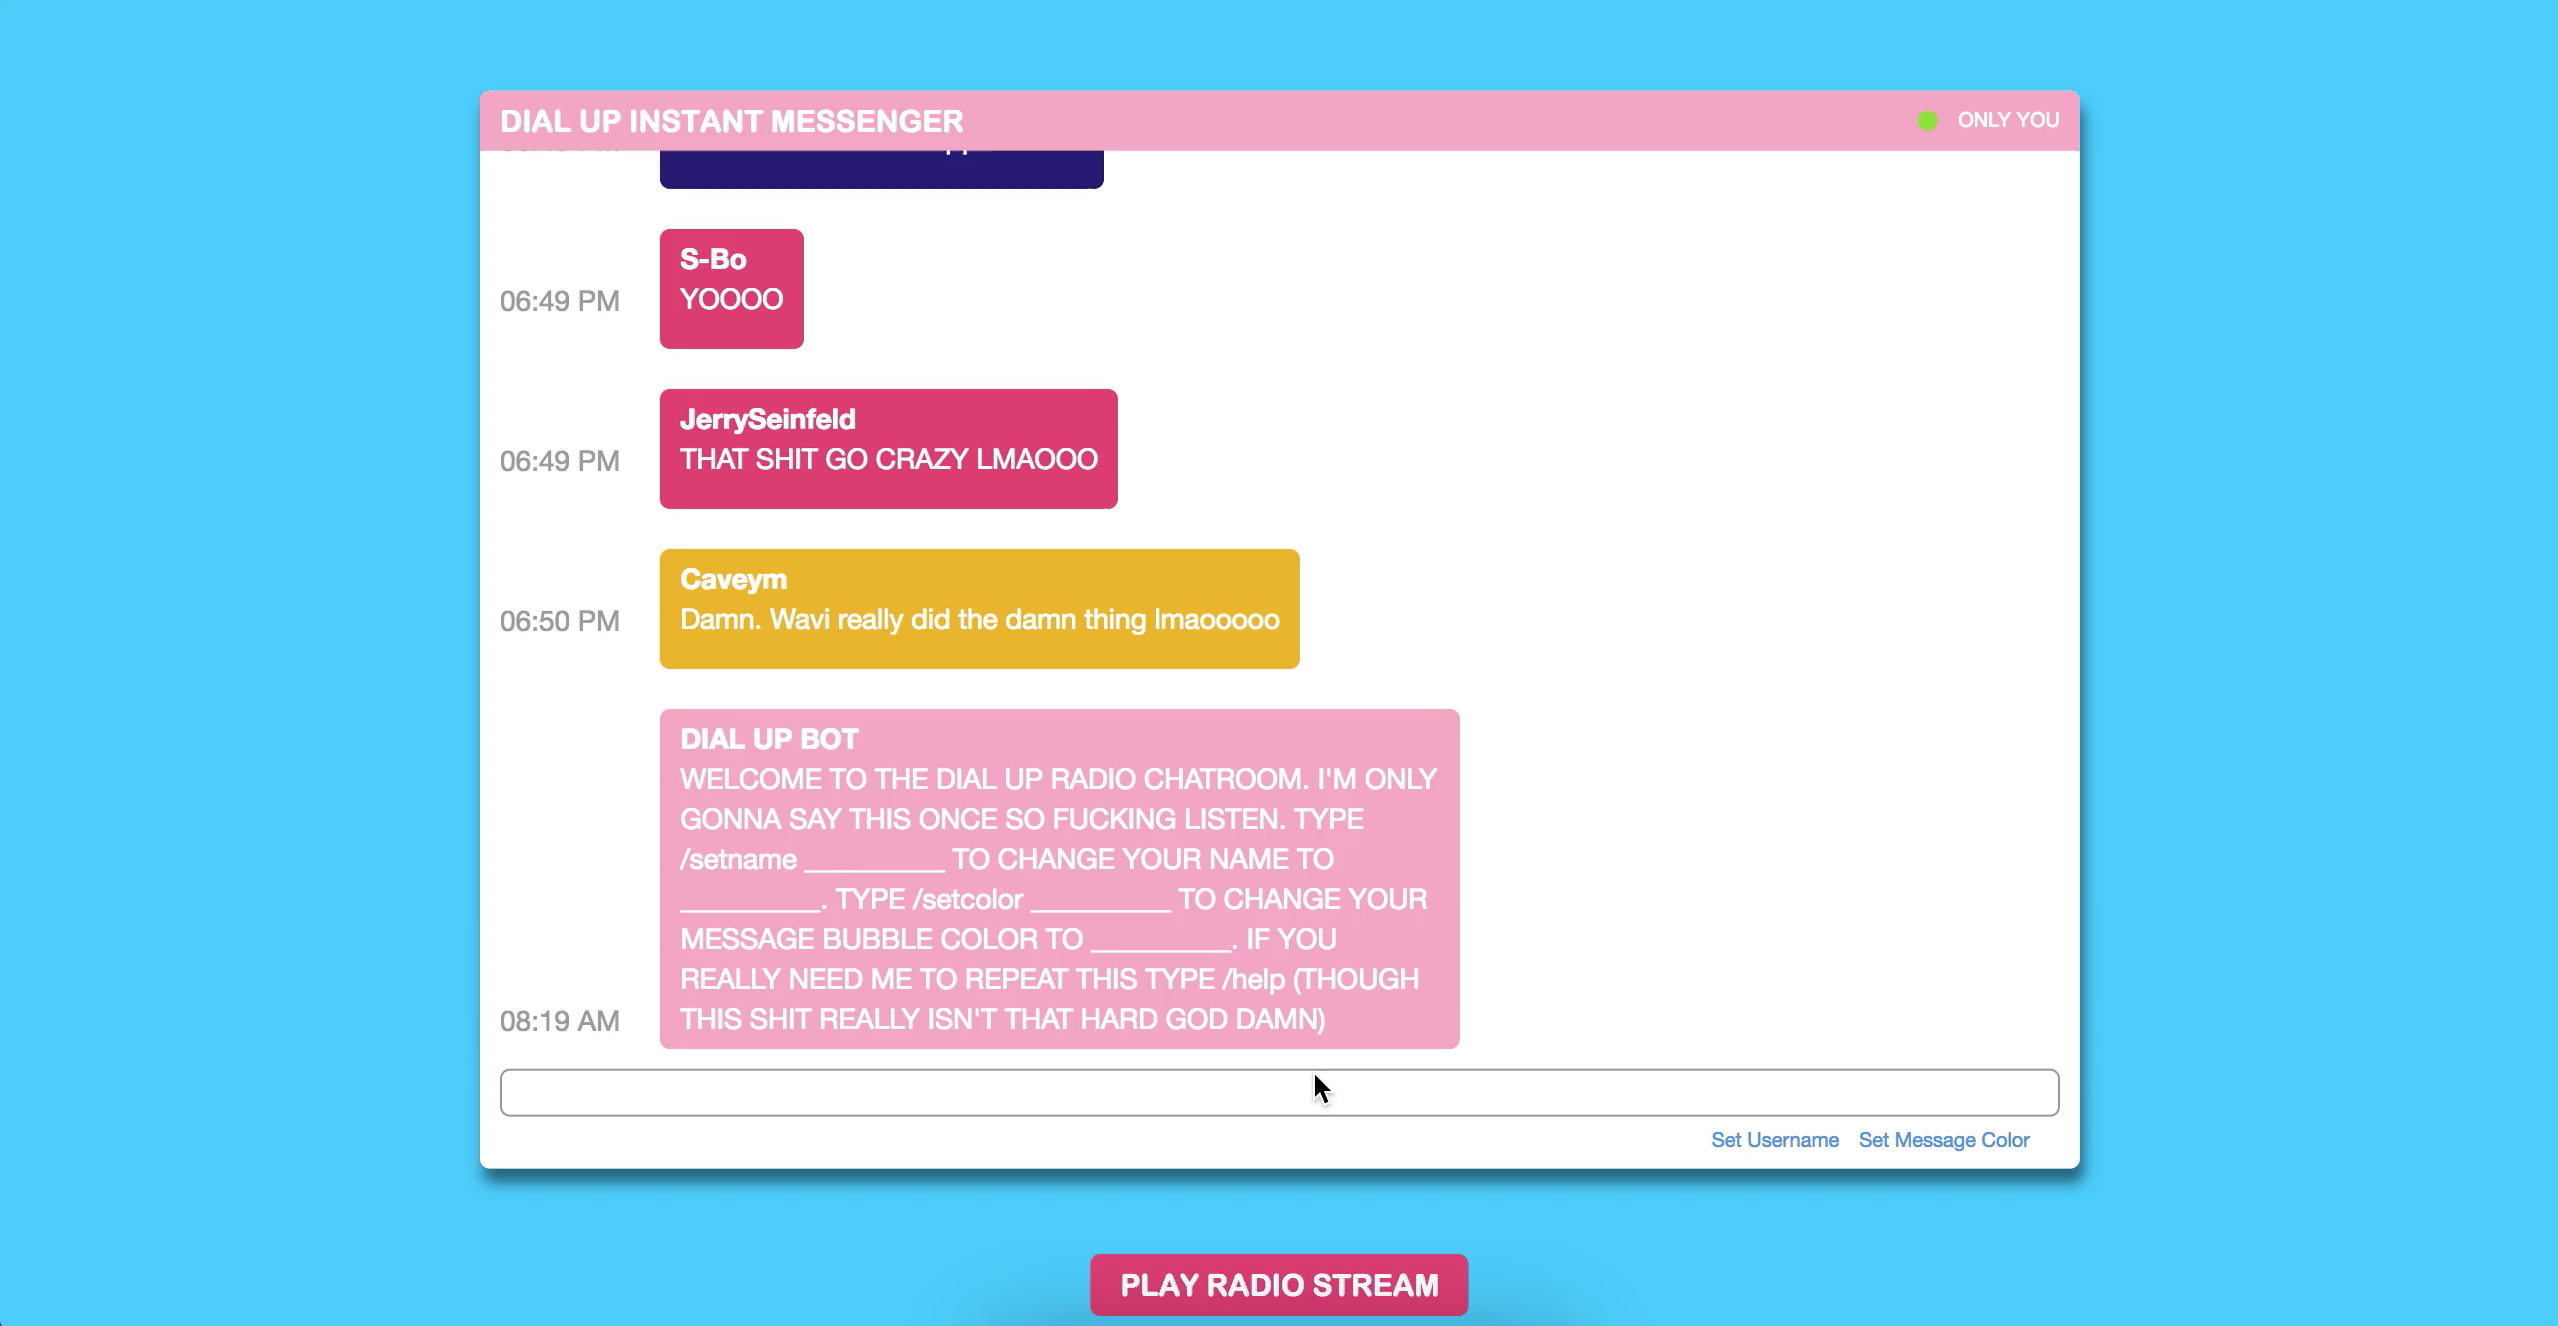 DIAL UP INSTANT MESSENGER
ONLY YOU
S-Bo
YOOOO
06:49 PM
JerrySeinfeld
THAT SHIT GO CRAZY LMAOOO
06:49 PM
Caveym
Damn. Wavi really did the damn thing lmaooooo
06:50 PM
DIAL UP BOT
WELCOME TO THE DIAL UP RADIO CHATROOM. I'M ONLY
GONNA SAY THIS ONCE SO FUCKING LISTEN. TYPE
/setname __________ TO CHANGE YOUR NAME TO
__________. TYPE /setcolor __________ TO CHANGE YOUR
MESSAGE BUBBLE COLOR TO __________. IF YOU
REALLY NEED ME TO REPEAT THIS TYPE /help (THOUGH
THIS SHIT REALLY ISN'T THAT HARD GOD DAMN)
08:19 AM
Set Username Set Message Color
PLAY RADIO STREAM